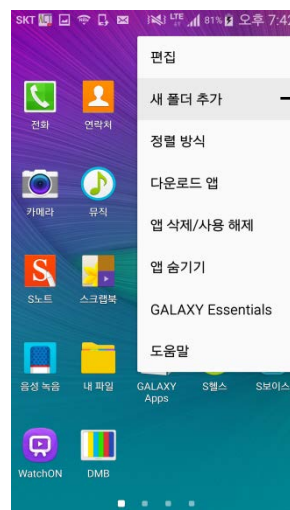 SKT LTE 81% 오후 7:42
편집
새 폴더 추가
정렬 방식
다운로드 앱
앱 삭제/사용 해제
앱 숨기기
GALAXY Essentials
도움말
전화 연락처
카메라 뮤직
S노트 스크랩북
음성 녹음 내 파일 GALAXY Apps S헬스 S보이스
WatchON DMB